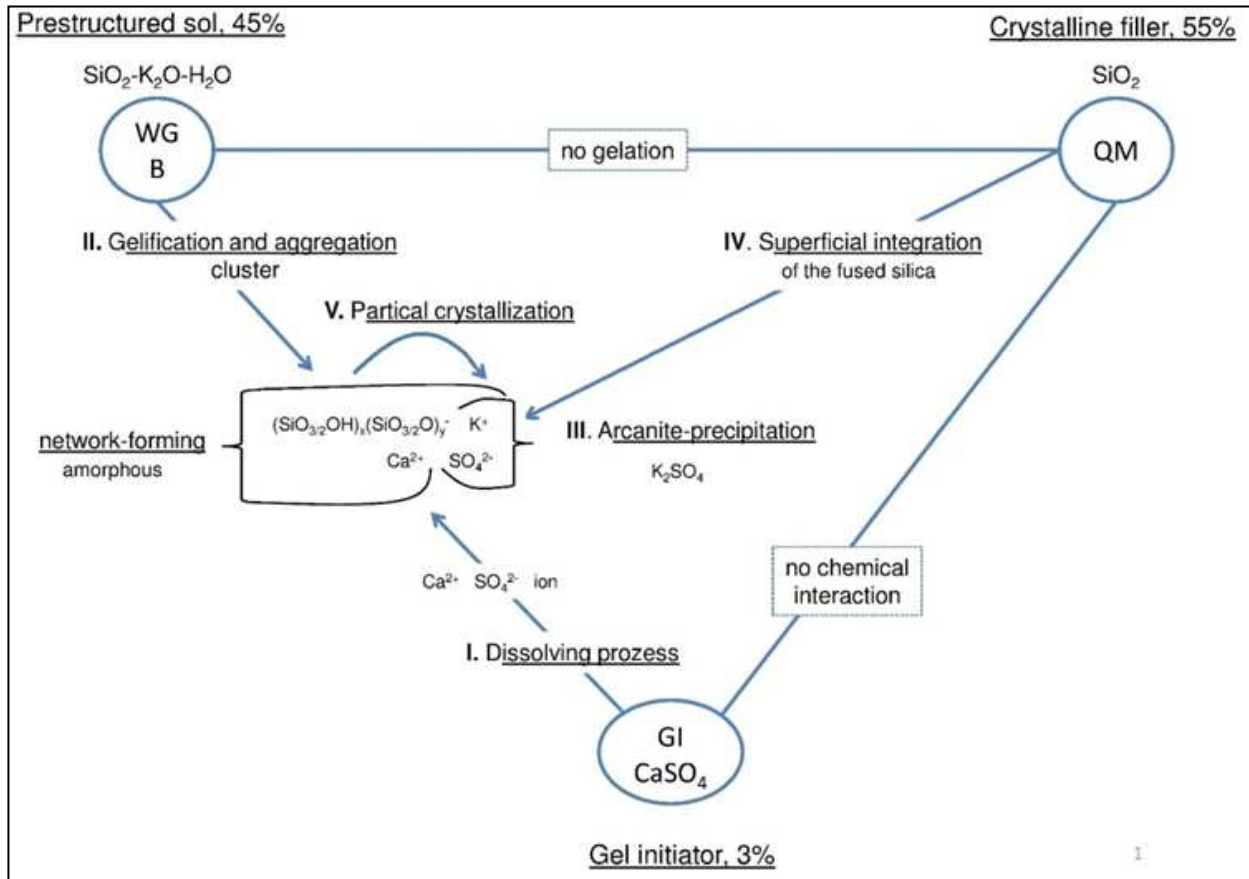 Prestructured sol, 45%
Crystalline filler, 55%
SiO₂-K₂O-H₂O
SiO₂
WG
B
no gelation
QM
II. Gelification and aggregation
cluster
IV. Superficial integration
of the fused silica
V. Partical crystallization
(SiO₃/₂OH)ₓ(SiO₃/₂O)ᵧ⁻ K⁺
Ca²⁺ SO₄²⁻
network-forming
amorphous
III. Arcanite-precipitation
K₂SO₄
no chemical
interaction
Ca²⁺ SO₄²⁻ ion
I. Dissolving prozess
GI
CaSO₄
Gel initiator, 3%
1